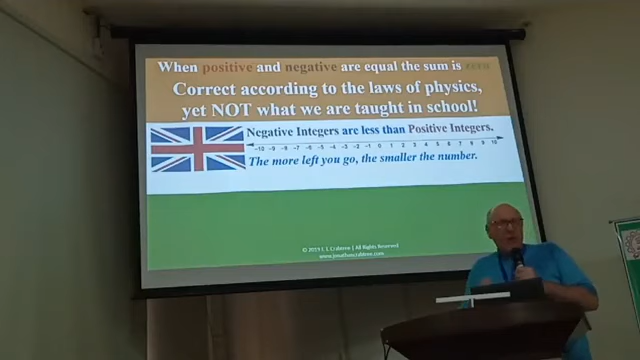 When positive and negative are equal the sum is zero
Correct according to the laws of physics,
yet NOT what we are taught in school!
Negative Integers are less than Positive Integers.
-10 -9 -8 -7 -6 -5 -4 -3 -2 -1 0 1 2 3 4 5 6 7 8 9 10
The more left you go, the smaller the number.
© 2019 J. Crabtree | All Rights Reserved
www.jonathancrabtree.com